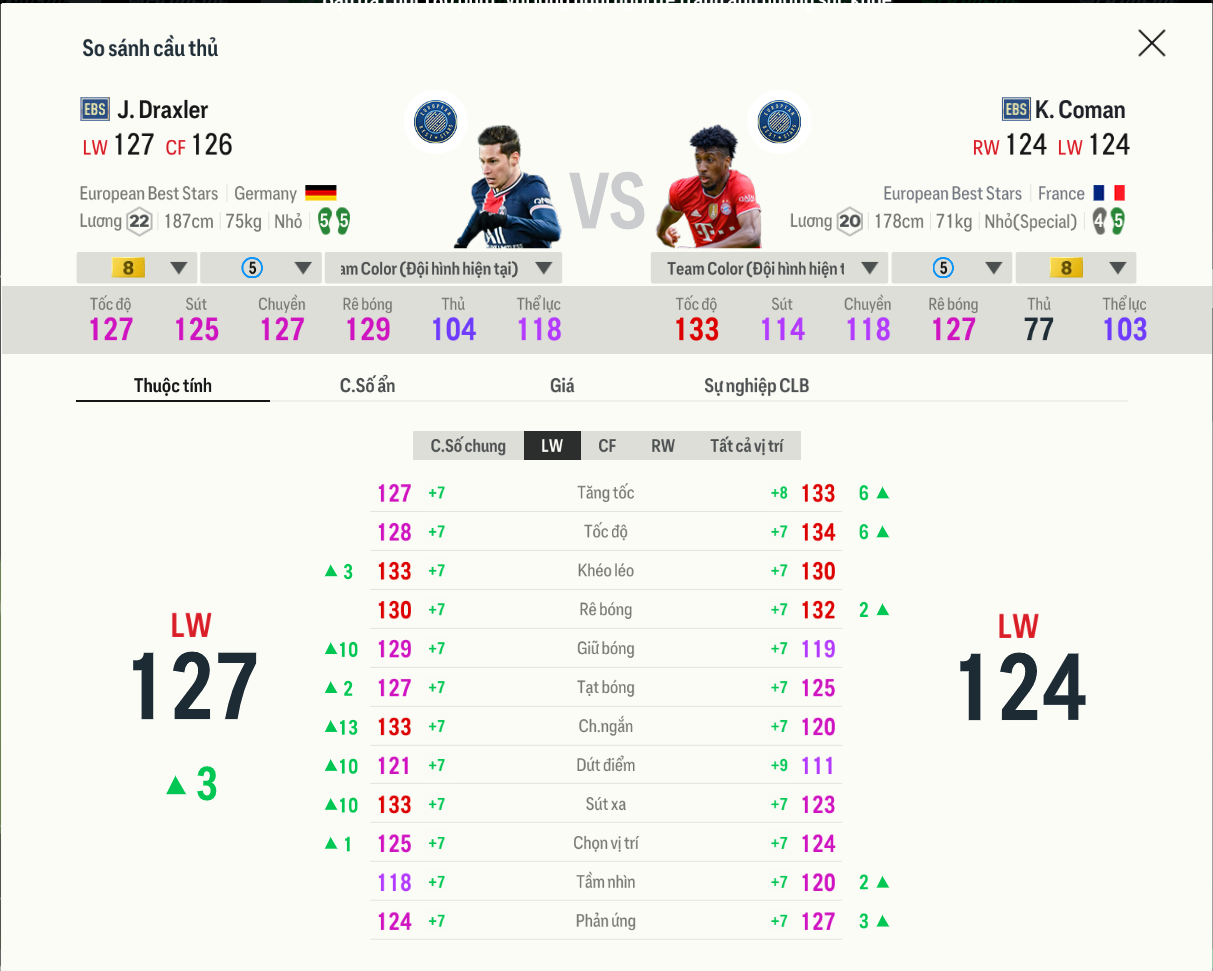 So sánh cầu thủ
EBS J. Draxler
EBS K. Coman
LW 127 CF 126
RW 124 LW 124
VS
European Best Stars Germany
European Best Stars France
Lương 22 187cm 75kg Nhỏ 5 5
Lương 20 178cm 71kg Nhỏ(Special) 4 5
8 5 am Color (Đội hình hiện tại)
Team Color (Đội hình hiện t 5 8
Tốc độ Sút Chuyền Rê bóng Thủ Thể lực
Tốc độ Sút Chuyền Rê bóng Thủ Thể lực
127 125 127 129 104 118
133 114 118 127 77 103
Thuộc tính C.Số ẩn Giá Sự nghiệp CLB
C.Số chung LW CF RW Tất cả vị trí
127 +7 Tăng tốc +8 133 6 ▲
128 +7 Tốc độ +7 134 6 ▲
▲ 3 133 +7 Khéo léo +7 130
130 +7 Rê bóng +7 132 2 ▲
▲10 129 +7 Giữ bóng +7 119
▲ 2 127 +7 Tạt bóng +7 125
▲13 133 +7 Ch.ngắn +7 120
▲10 121 +7 Dứt điểm +9 111
▲10 133 +7 Sút xa +7 123
▲ 1 125 +7 Chọn vị trí +7 124
118 +7 Tầm nhìn +7 120 2 ▲
124 +7 Phản ứng +7 127 3 ▲
LW
127
▲ 3
LW
124